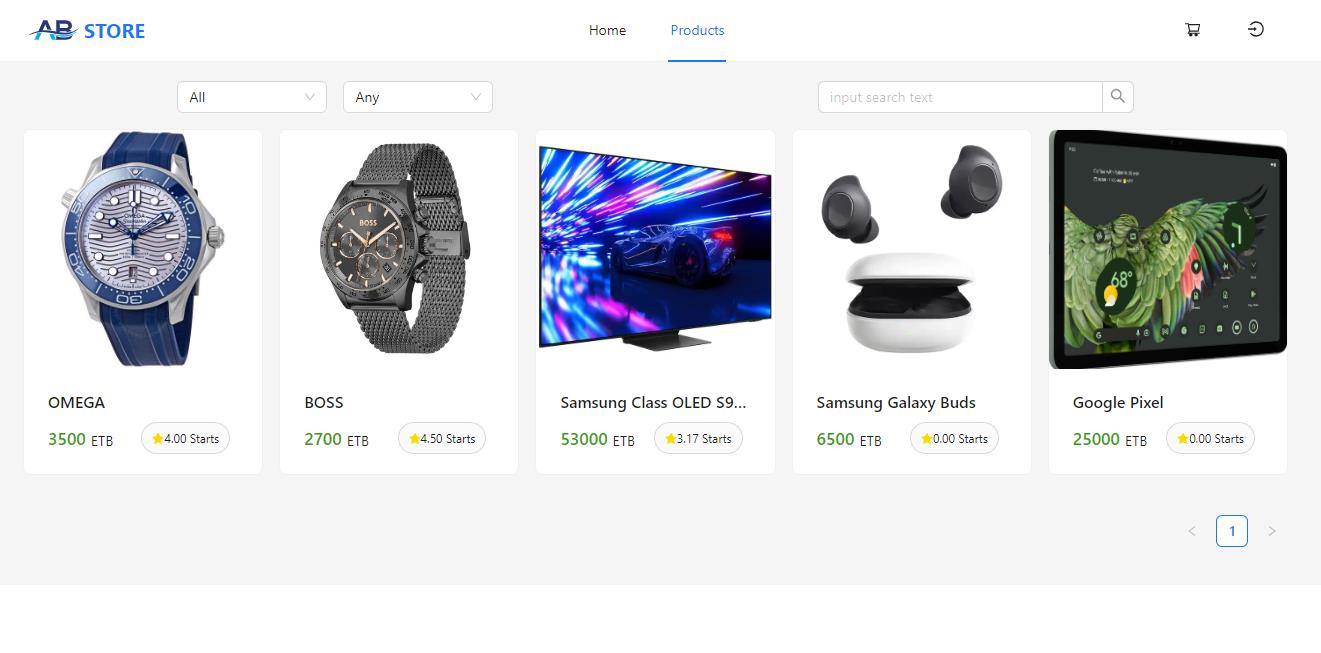 AB STORE
Home
Products
All
Any
input search text
BOSS
68°
OMEGA
3500 ETB
4.00 Starts
BOSS
2700 ETB
4.50 Starts
Samsung Class OLED S9...
53000 ETB
3.17 Starts
Samsung Galaxy Buds
6500 ETB
0.00 Starts
Google Pixel
25000 ETB
0.00 Starts
1